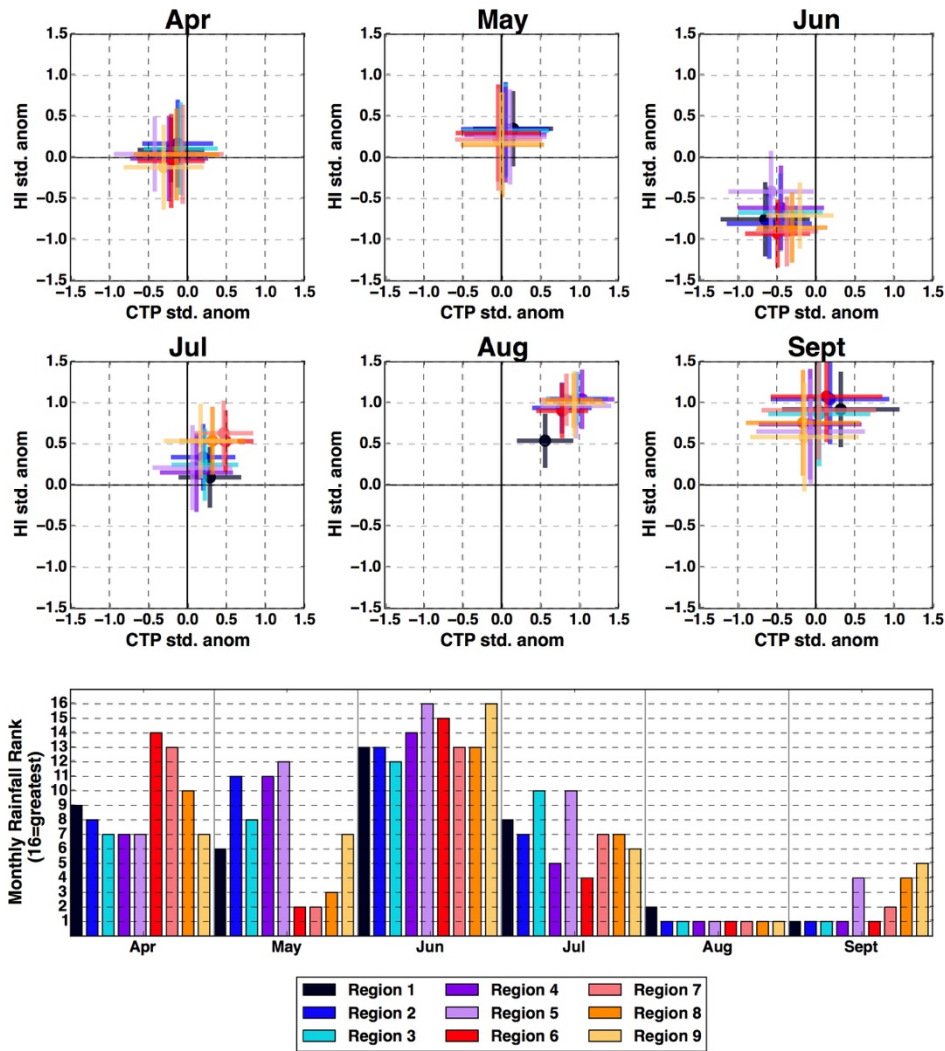 Apr May Jun
1.5 1.5 1.5
1.0 1.0 1.0
0.5 0.5 0.5
0.0 0.0 0.0
−0.5 −0.5 −0.5
−1.0 −1.0 −1.0
−1.5 −1.5 −1.5
HI std. anom HI std. anom HI std. anom
−1.5 −1.0 −0.5 0.0 0.5 1.0 1.5 −1.5 −1.0 −0.5 0.0 0.5 1.0 1.5 −1.5 −1.0 −0.5 0.0 0.5 1.0 1.5
CTP std. anom CTP std. anom CTP std. anom
Jul Aug Sept
1.5 1.5 1.5
1.0 1.0 1.0
0.5 0.5 0.5
0.0 0.0 0.0
−0.5 −0.5 −0.5
−1.0 −1.0 −1.0
−1.5 −1.5 −1.5
HI std. anom HI std. anom HI std. anom
−1.5 −1.0 −0.5 0.0 0.5 1.0 1.5 −1.5 −1.0 −0.5 0.0 0.5 1.0 1.5 −1.5 −1.0 −0.5 0.0 0.5 1.0 1.5
CTP std. anom CTP std. anom CTP std. anom
Monthly Rainfall Rank
(16=greatest)
16
15
14
13
12
11
10
9
8
7
6
5
4
3
2
1
Apr May Jun Jul Aug Sept
Region 1 Region 4 Region 7
Region 2 Region 5 Region 8
Region 3 Region 6 Region 9